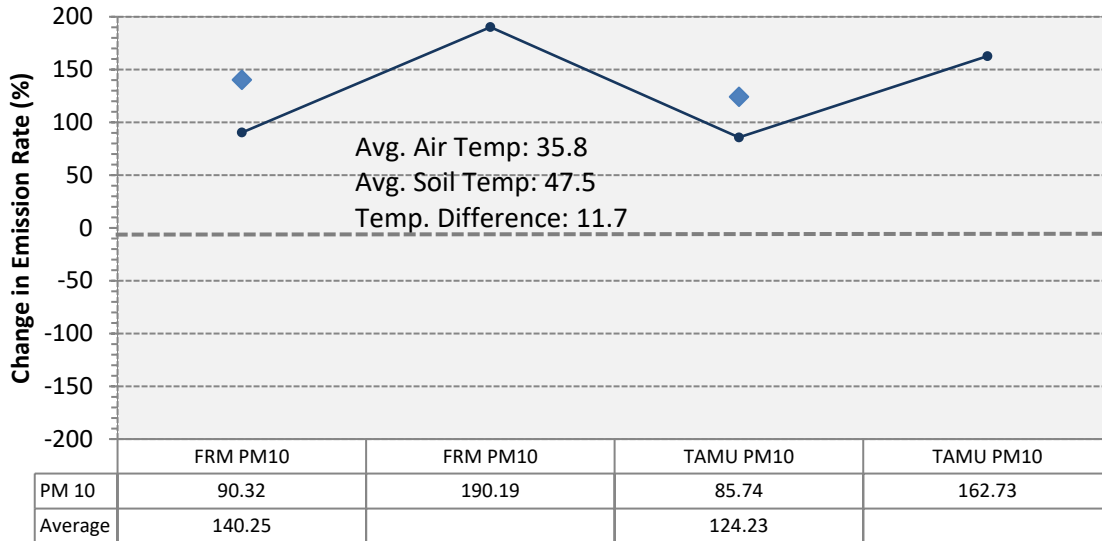 Change in Emission Rate (%)
200
150
100
50
0
-50
-100
-150
-200
Avg. Air Temp: 35.8
Avg. Soil Temp: 47.5
Temp. Difference: 11.7
FRM PM10 FRM PM10 TAMU PM10 TAMU PM10
PM 10 90.32 190.19 85.74 162.73
Average 140.25 124.23